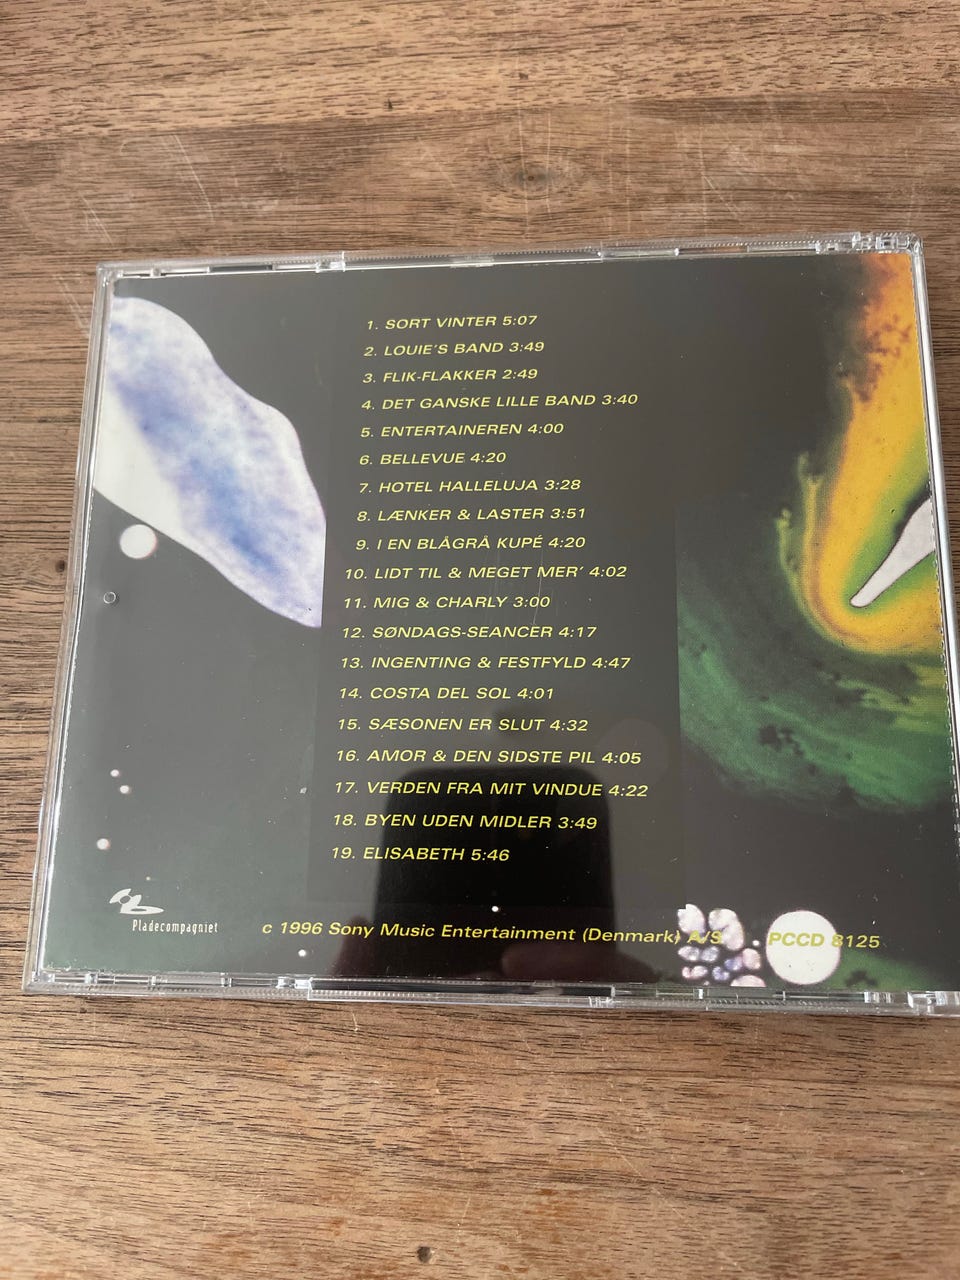 1. SORT VINTER 5:07
2. LOUIE'S BAND 3:49
3. FLIK-FLAKKER 2:49
4. DET GANSKE LILLE BAND 3:40
5. ENTERTAINEREN 4:00
6. BELLEVUE 4:20
7. HOTEL HALLELUJA 3:28
8. LÆNKER & LASTER 3:51
9. I EN BLÅGRÅ KUPÉ 4:20
10. LIDT TIL & MEGET MER' 4:02
11. MIG & CHARLY 3:00
12. SØNDAGS-SEANCER 4:17
13. INGENTING & FESTFYLD 4:47
14. COSTA DEL SOL 4:01
15. SÆSONEN ER SLUT 4:32
16. AMOR & DEN SIDSTE PIL 4:05
17. VERDEN FRA MIT VINDUE 4:22
18. BYEN UDEN MIDLER 3:49
19. ELISABETH 5:46
Pladecompagniet
c 1996 Sony Music Entertainment (Denmark) A/S
PCCD 8125